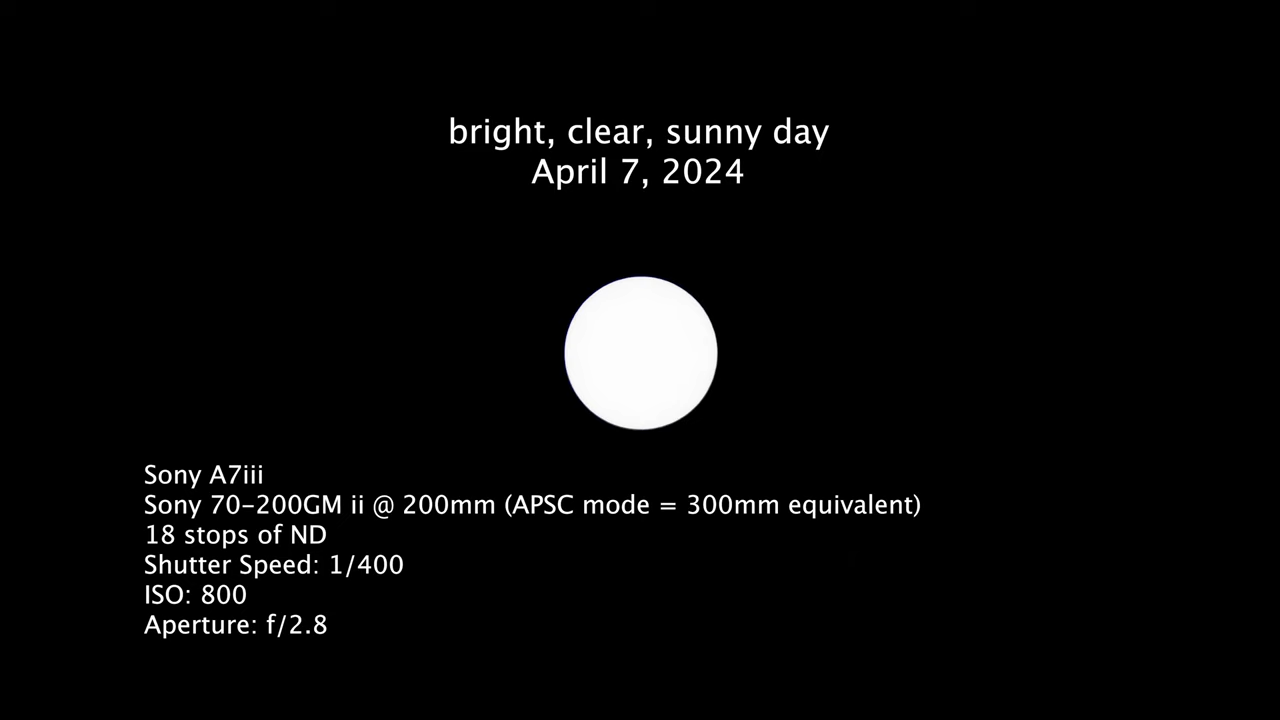 bright, clear, sunny day
April 7, 2024
Sony A7iii
Sony 70-200GM ii @ 200mm (APSC mode = 300mm equivalent)
18 stops of ND
Shutter Speed: 1/400
ISO: 800
Aperture: f/2.8